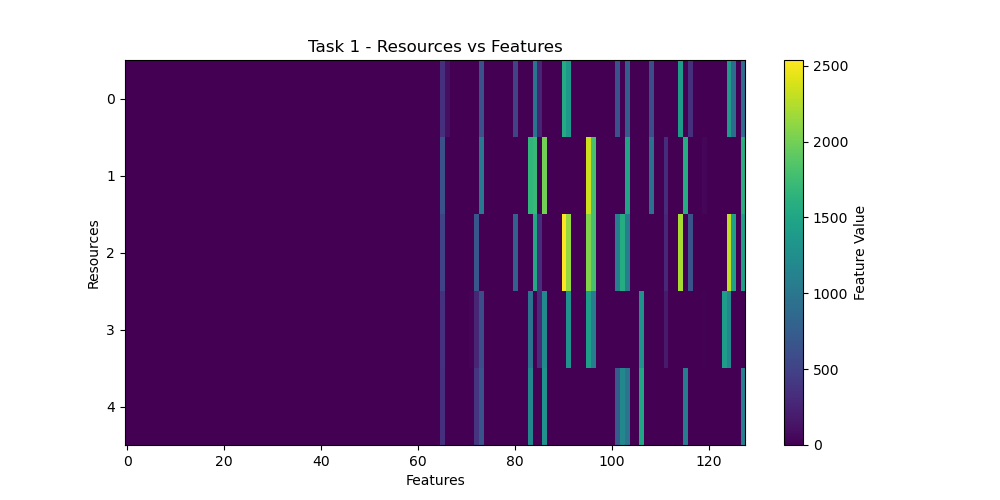 Task 1 - Resources vs Features
Resources
0
1
2
3
4
0 20 40 60 80 100 120
Features
2500
2000
1500
1000
500
0
Feature Value